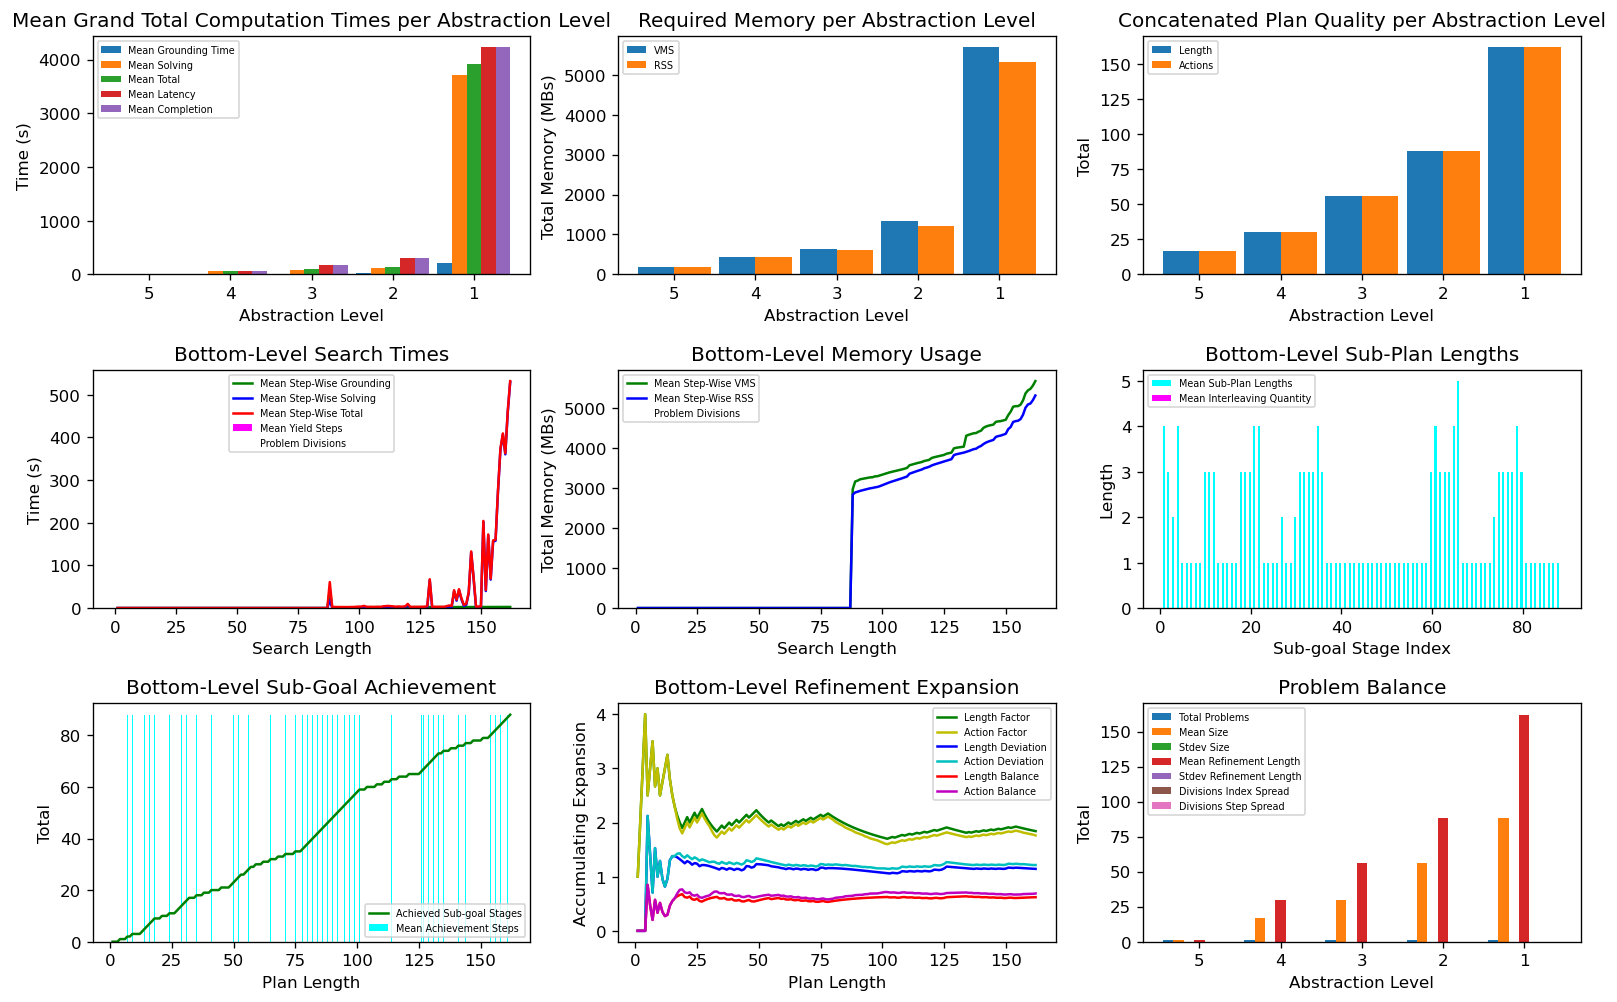 Mean Grand Total Computation Times per Abstraction Level
Time (s)
4000
3000
2000
1000
0
Mean Grounding Time
Mean Solving
Mean Total
Mean Latency
Mean Completion
5 4 3 2 1
Abstraction Level
Required Memory per Abstraction Level
Total Memory (MBs)
5000
4000
3000
2000
1000
0
VMS
RSS
5 4 3 2 1
Abstraction Level
Concatenated Plan Quality per Abstraction Level
Total
150
125
100
75
50
25
0
Length
Actions
5 4 3 2 1
Abstraction Level
Bottom-Level Search Times
Time (s)
500
400
300
200
100
0
Mean Step-Wise Grounding
Mean Step-Wise Solving
Mean Step-Wise Total
Mean Yield Steps
Problem Divisions
0 25 50 75 100 125 150
Search Length
Bottom-Level Memory Usage
Total Memory (MBs)
5000
4000
3000
2000
1000
0
Mean Step-Wise VMS
Mean Step-Wise RSS
Problem Divisions
0 25 50 75 100 125 150
Search Length
Bottom-Level Sub-Plan Lengths
Length
5
4
3
2
1
0
Mean Sub-Plan Lengths
Mean Interleaving Quantity
0 20 40 60 80
Sub-goal Stage Index
Bottom-Level Sub-Goal Achievement
Total
80
60
40
20
0
Achieved Sub-goal Stages
Mean Achievement Steps
0 25 50 75 100 125 150
Plan Length
Bottom-Level Refinement Expansion
Accumulating Expansion
4
3
2
1
0
Length Factor
Action Factor
Length Deviation
Action Deviation
Length Balance
Action Balance
0 25 50 75 100 125 150
Plan Length
Problem Balance
Total
150
125
100
75
50
25
0
Total Problems
Mean Size
Stdev Size
Mean Refinement Length
Stdev Refinement Length
Divisions Index Spread
Divisions Step Spread
5 4 3 2 1
Abstraction Level